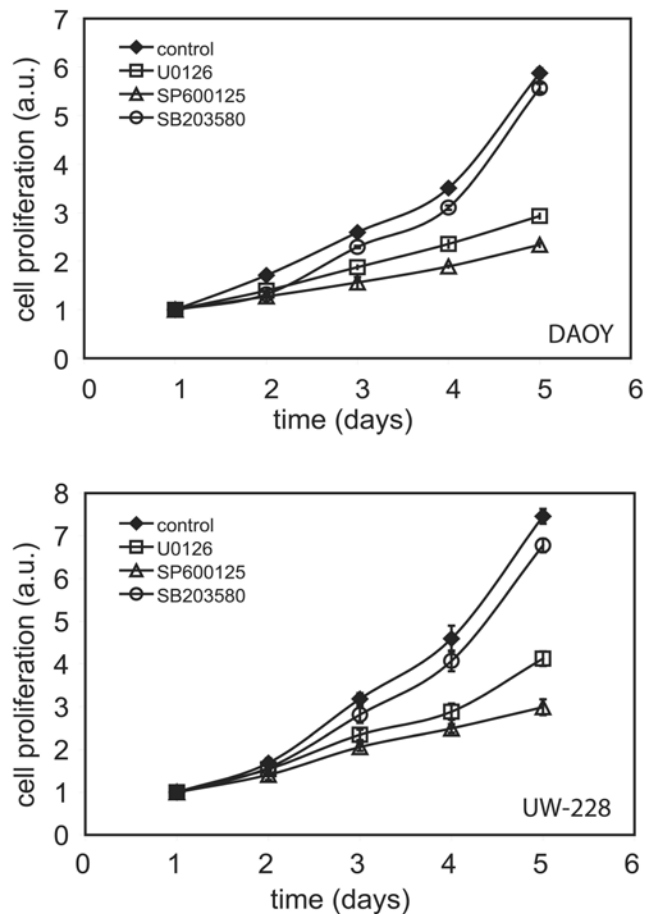 7
6
5
4
3
2
1
0
cell proliferation (a.u.)
control
U0126
SP600125
SB203580
DAOY
0 1 2 3 4 5 6
time (days)
8
7
6
5
4
3
2
1
0
cell proliferation (a.u.)
control
U0126
SP600125
SB203580
UW-228
0 1 2 3 4 5 6
time (days)